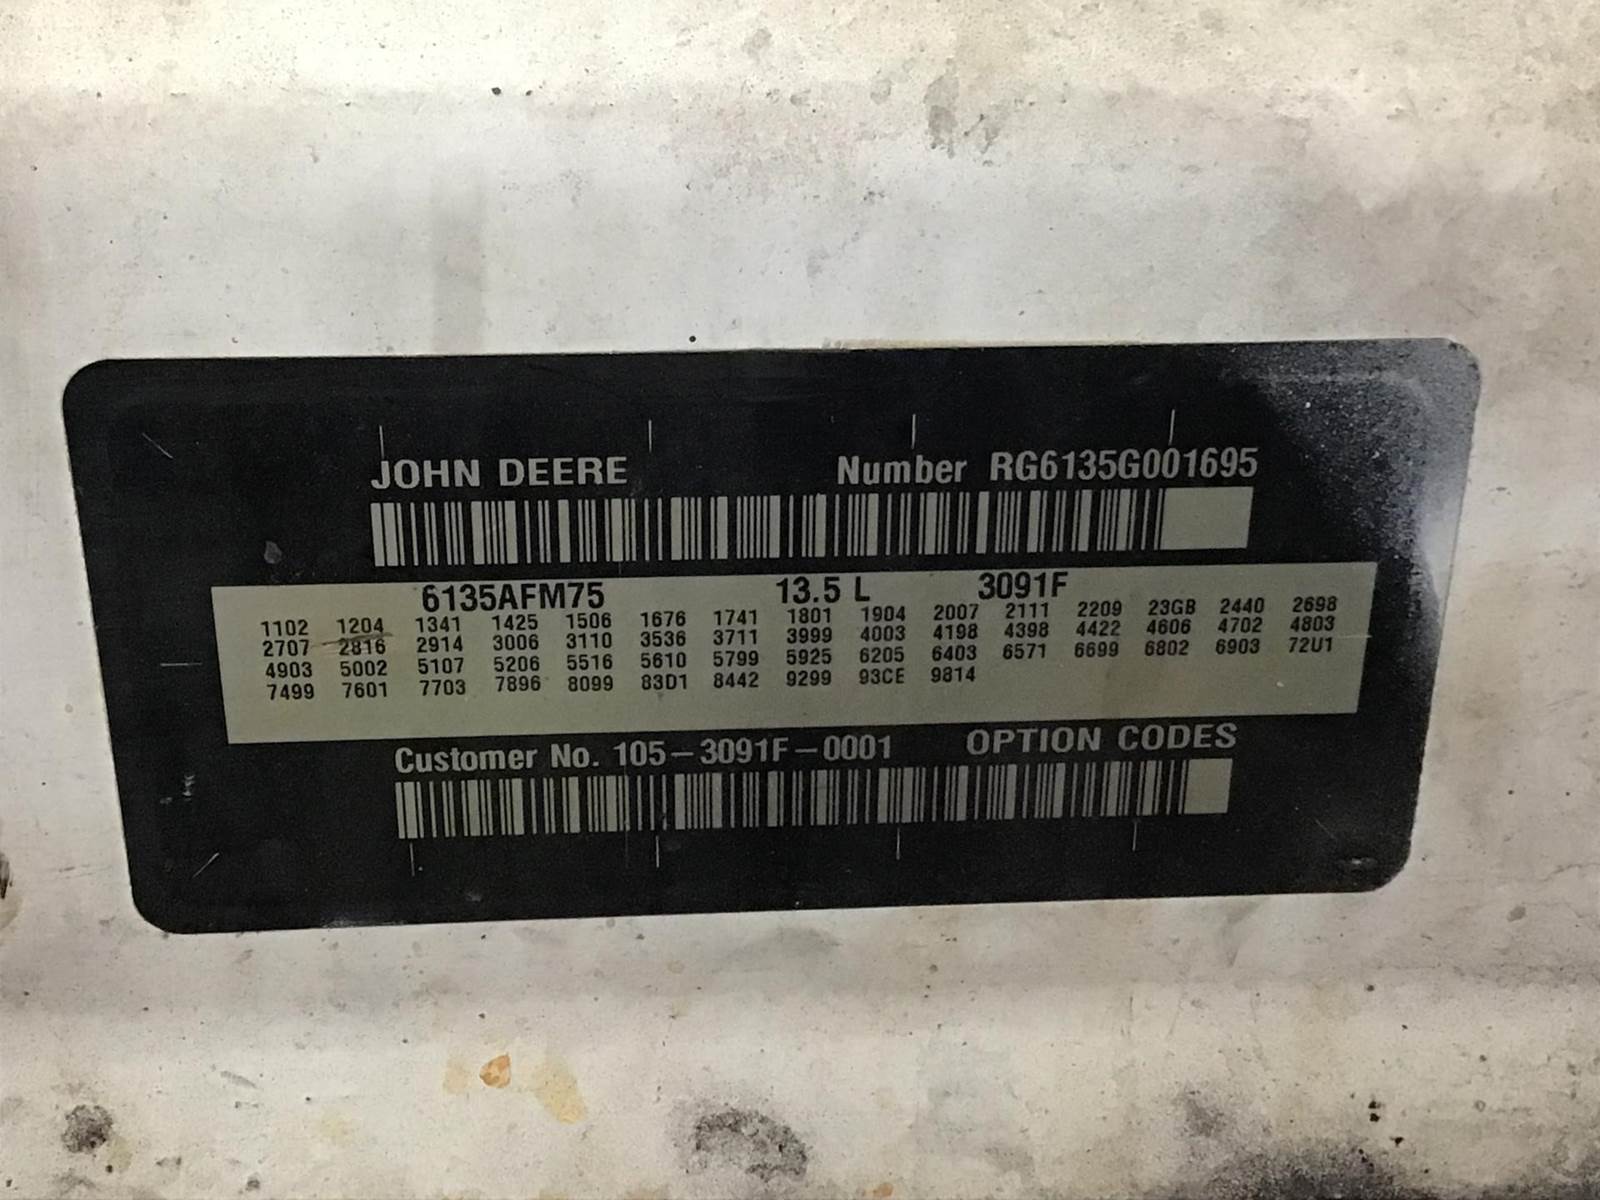 JOHN DEERE Number RG6135G001695
6135AFM75 13.5 L 3091F
1102 1204 1341 1425 1506 1676 1741 1801 1904 2007 2111 2209 23GB 2440 2698
2707 2816 2914 3006 3110 3536 3711 3999 4003 4198 4398 4422 4606 4702 4803
4903 5002 5107 5206 5516 5610 5799 5925 6205 6403 6571 6699 6802 6903 72U1
7499 7601 7703 7896 8099 83D1 8442 9299 93CE 9814
Customer No. 105-3091F-0001 OPTION CODES